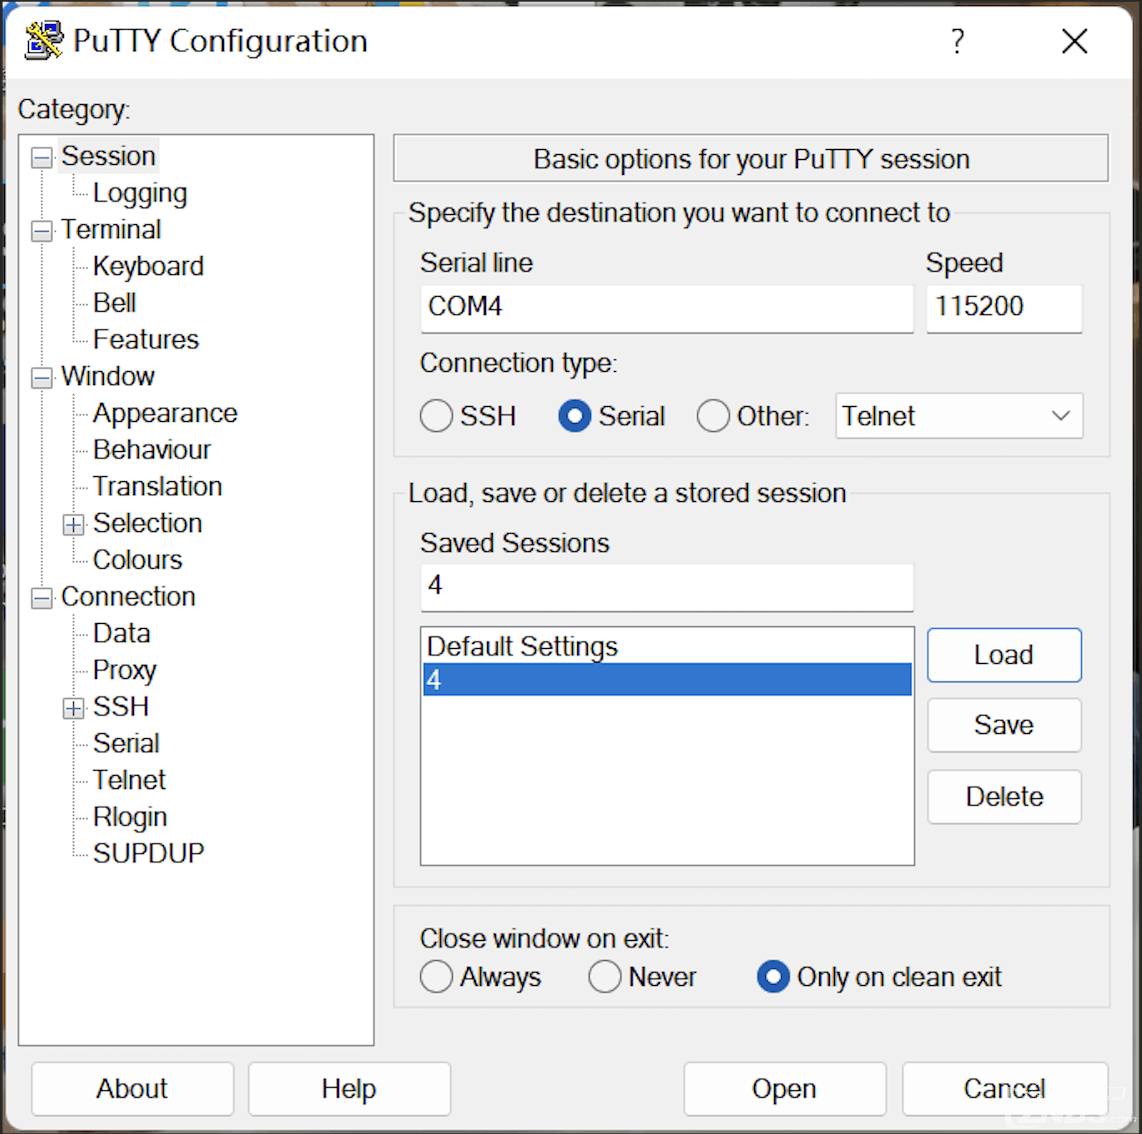 PuTTY Configuration
?
Category:
Session
Logging
Terminal
Keyboard
Bell
Features
Window
Appearance
Behaviour
Translation
Selection
Colours
Connection
Data
Proxy
SSH
Serial
Telnet
Rlogin
SUPDUP
Basic options for your PuTTY session
Specify the destination you want to connect to
Serial line Speed
COM4 115200
Connection type:
SSH Serial Other: Telnet
Load, save or delete a stored session
Saved Sessions
4
Default Settings
4
Load
Save
Delete
Close window on exit:
Always Never Only on clean exit
About Help Open Cancel